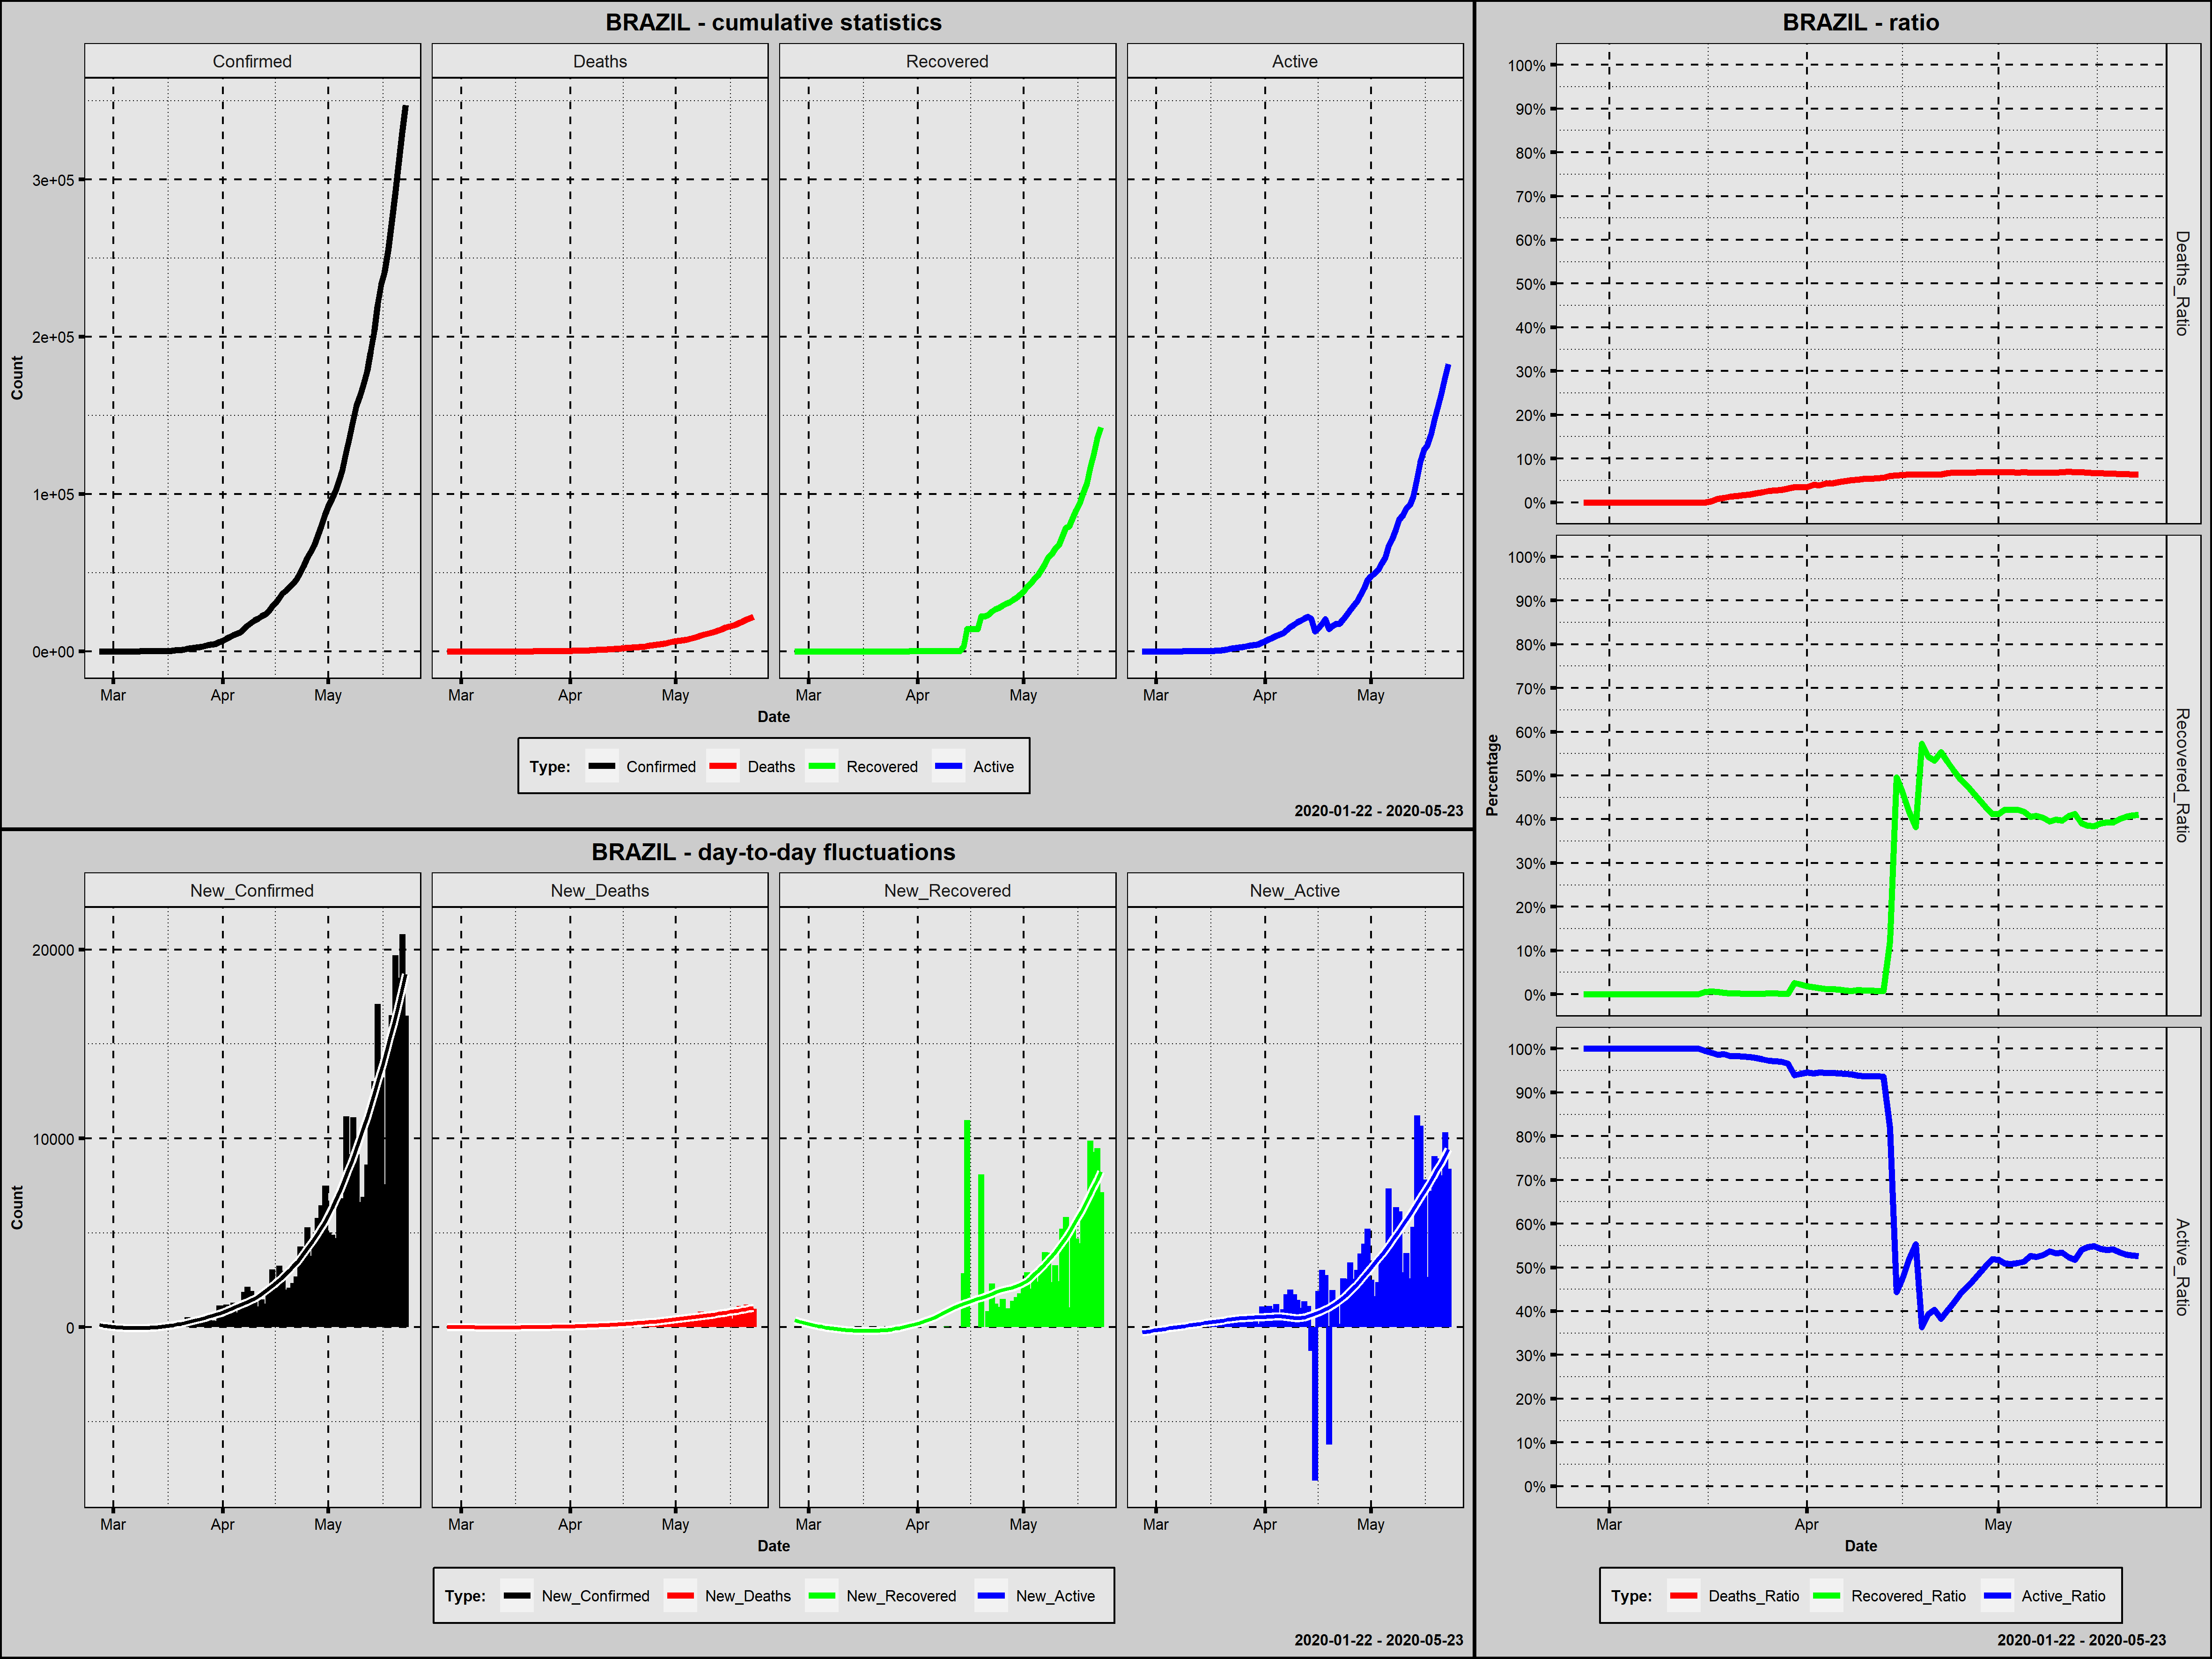 BRAZIL - cumulative statistics
Confirmed Deaths Recovered Active
Count
3e+05
2e+05
1e+05
0e+00
Mar Apr May Mar Apr May Mar Apr May Mar Apr May
Date
Type: Confirmed Deaths Recovered Active
2020-01-22 - 2020-05-23
BRAZIL - day-to-day fluctuations
New_Confirmed New_Deaths New_Recovered New_Active
Count
20000
10000
0
Mar Apr May Mar Apr May Mar Apr May Mar Apr May
Date
Type: New_Confirmed New_Deaths New_Recovered New_Active
2020-01-22 - 2020-05-23
BRAZIL - ratio
Percentage
100%
90%
80%
70%
60%
50%
40%
30%
20%
10%
0%
Deaths_Ratio
100%
90%
80%
70%
60%
50%
40%
30%
20%
10%
0%
Recovered_Ratio
100%
90%
80%
70%
60%
50%
40%
30%
20%
10%
0%
Active_Ratio
Mar Apr May
Date
Type: Deaths_Ratio Recovered_Ratio Active_Ratio
2020-01-22 - 2020-05-23